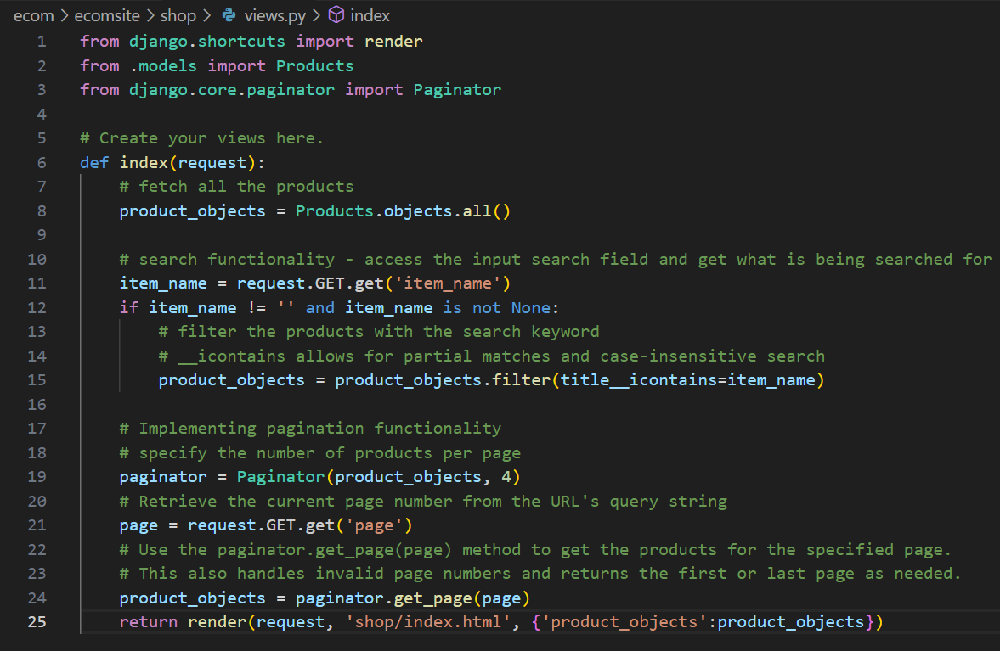 ecom > ecomsite > shop > views.py > index
1 from django.shortcuts import render
2 from .models import Products
3 from django.core.paginator import Paginator
4
5 # Create your views here.
6 def index(request):
7     # fetch all the products
8     product_objects = Products.objects.all()
9
10     # search functionality - access the input search field and get what is being searched for
11     item_name = request.GET.get('item_name')
12     if item_name != '' and item_name is not None:
13         # filter the products with the search keyword
14         # __icontains allows for partial matches and case-insensitive search
15         product_objects = product_objects.filter(title__icontains=item_name)
16
17     # Implementing pagination functionality
18     # specify the number of products per page
19     paginator = Paginator(product_objects, 4)
20     # Retrieve the current page number from the URL's query string
21     page = request.GET.get('page')
22     # Use the paginator.get_page(page) method to get the products for the specified page.
23     # This also handles invalid page numbers and returns the first or last page as needed.
24     product_objects = paginator.get_page(page)
25     return render(request, 'shop/index.html', {'product_objects':product_objects})